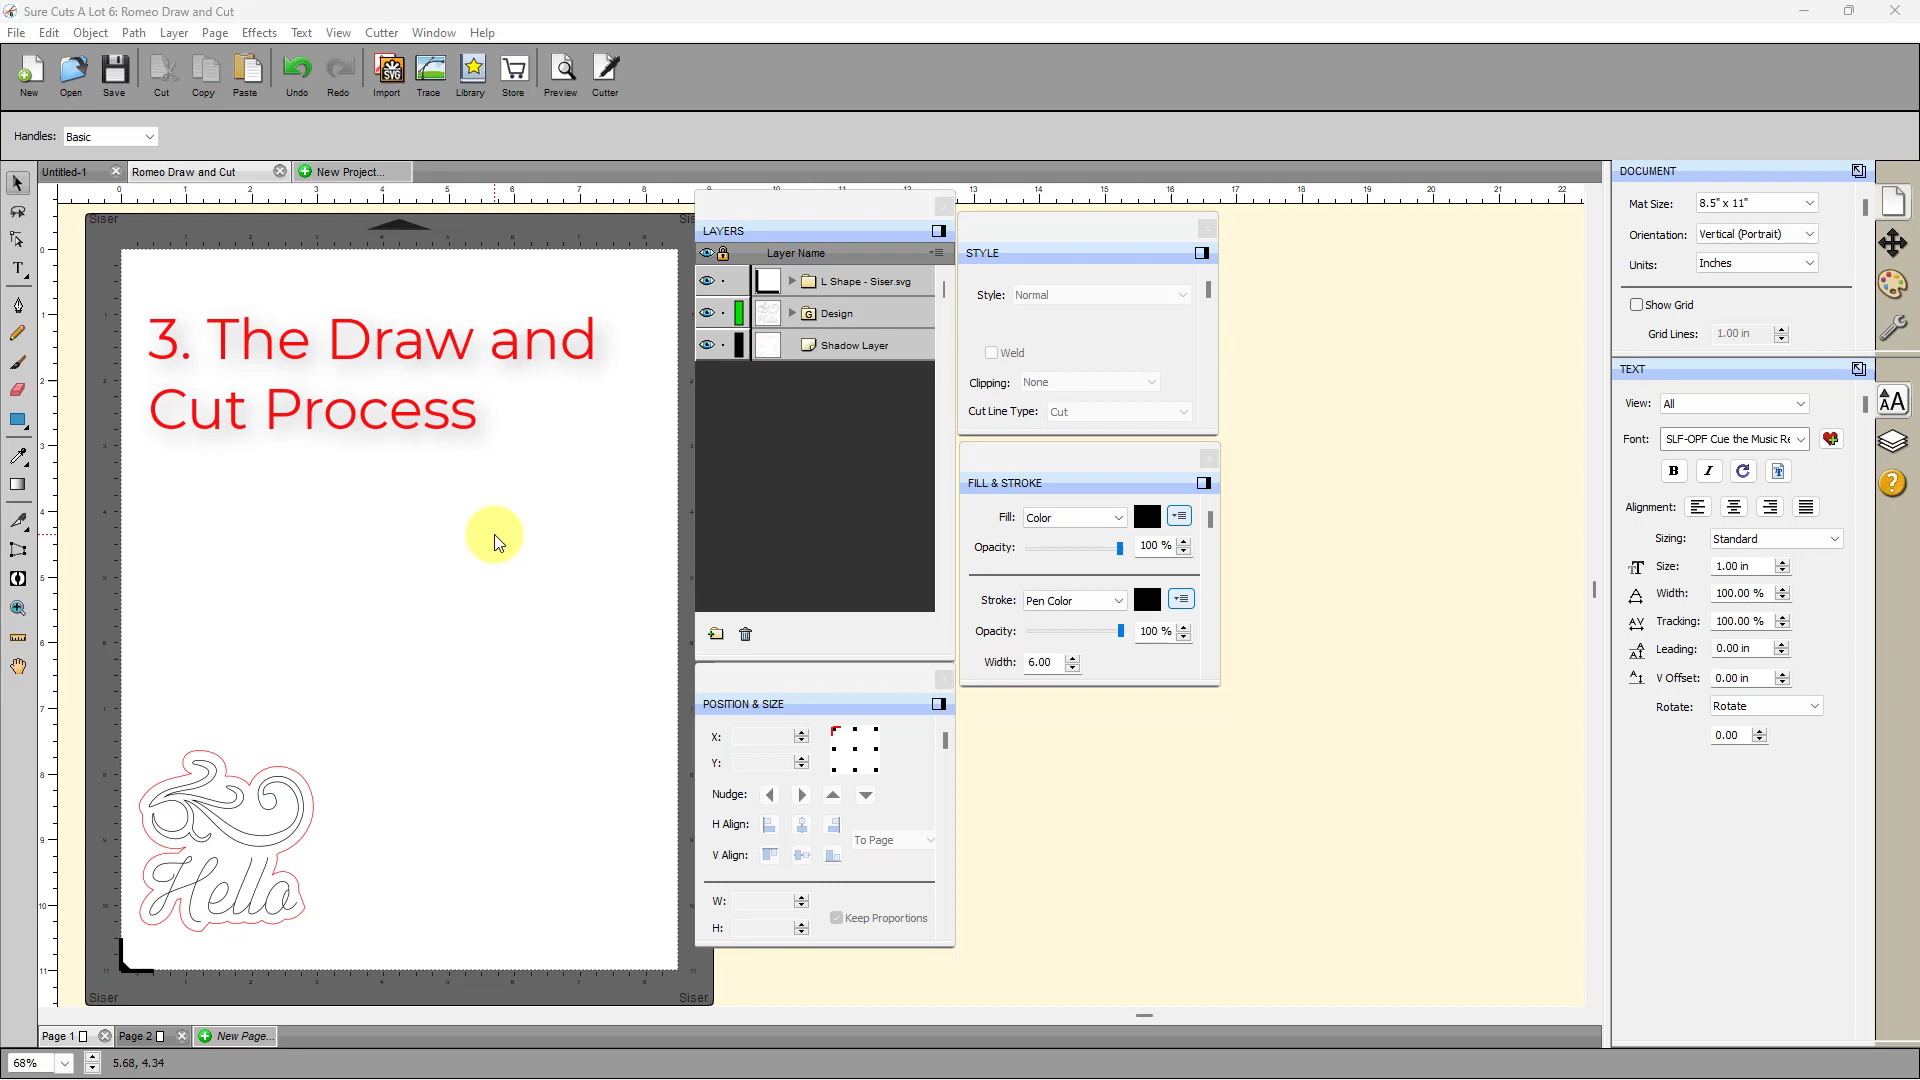 Sure Cuts A Lot 6: Romeo Draw and Cut
File Edit Object Path Layer Page Effects Text View Cutter Window Help
New Open Save Cut Copy Paste Undo Redo Import Trace Library Store Preview Cutter
SVG
Handles: Basic
Untitled-1 Romeo Draw and Cut New Project...
Siser
3. The Draw and
Cut Process
Hello
Siser Siser
LAYERS
Layer Name
L Shape - Siser.svg
G Design
Shadow Layer
POSITION & SIZE
X:
Y:
Nudge:
H Align:
To Page
V Align:
W:
Keep Proportions
H:
STYLE
Style: Normal
Weld
Clipping: None
Cut Line Type: Cut
FILL & STROKE
Fill: Color
Opacity: 100 %
Stroke: Pen Color
Opacity: 100 %
Width: 6.00
DOCUMENT
Mat Size: 8.5" x 11"
Orientation: Vertical (Portrait)
Units: Inches
Show Grid
Grid Lines: 1.00 in
TEXT
View: All
Font: SLF-OPF Cue the Music Re
B I
Alignment:
Sizing: Standard
Size: 1.00 in
Width: 100.00 %
Tracking: 100.00 %
Leading: 0.00 in
V Offset: 0.00 in
Rotate: Rotate
0.00
Page 1 Page 2 New Page...
68% 5.68, 4.34